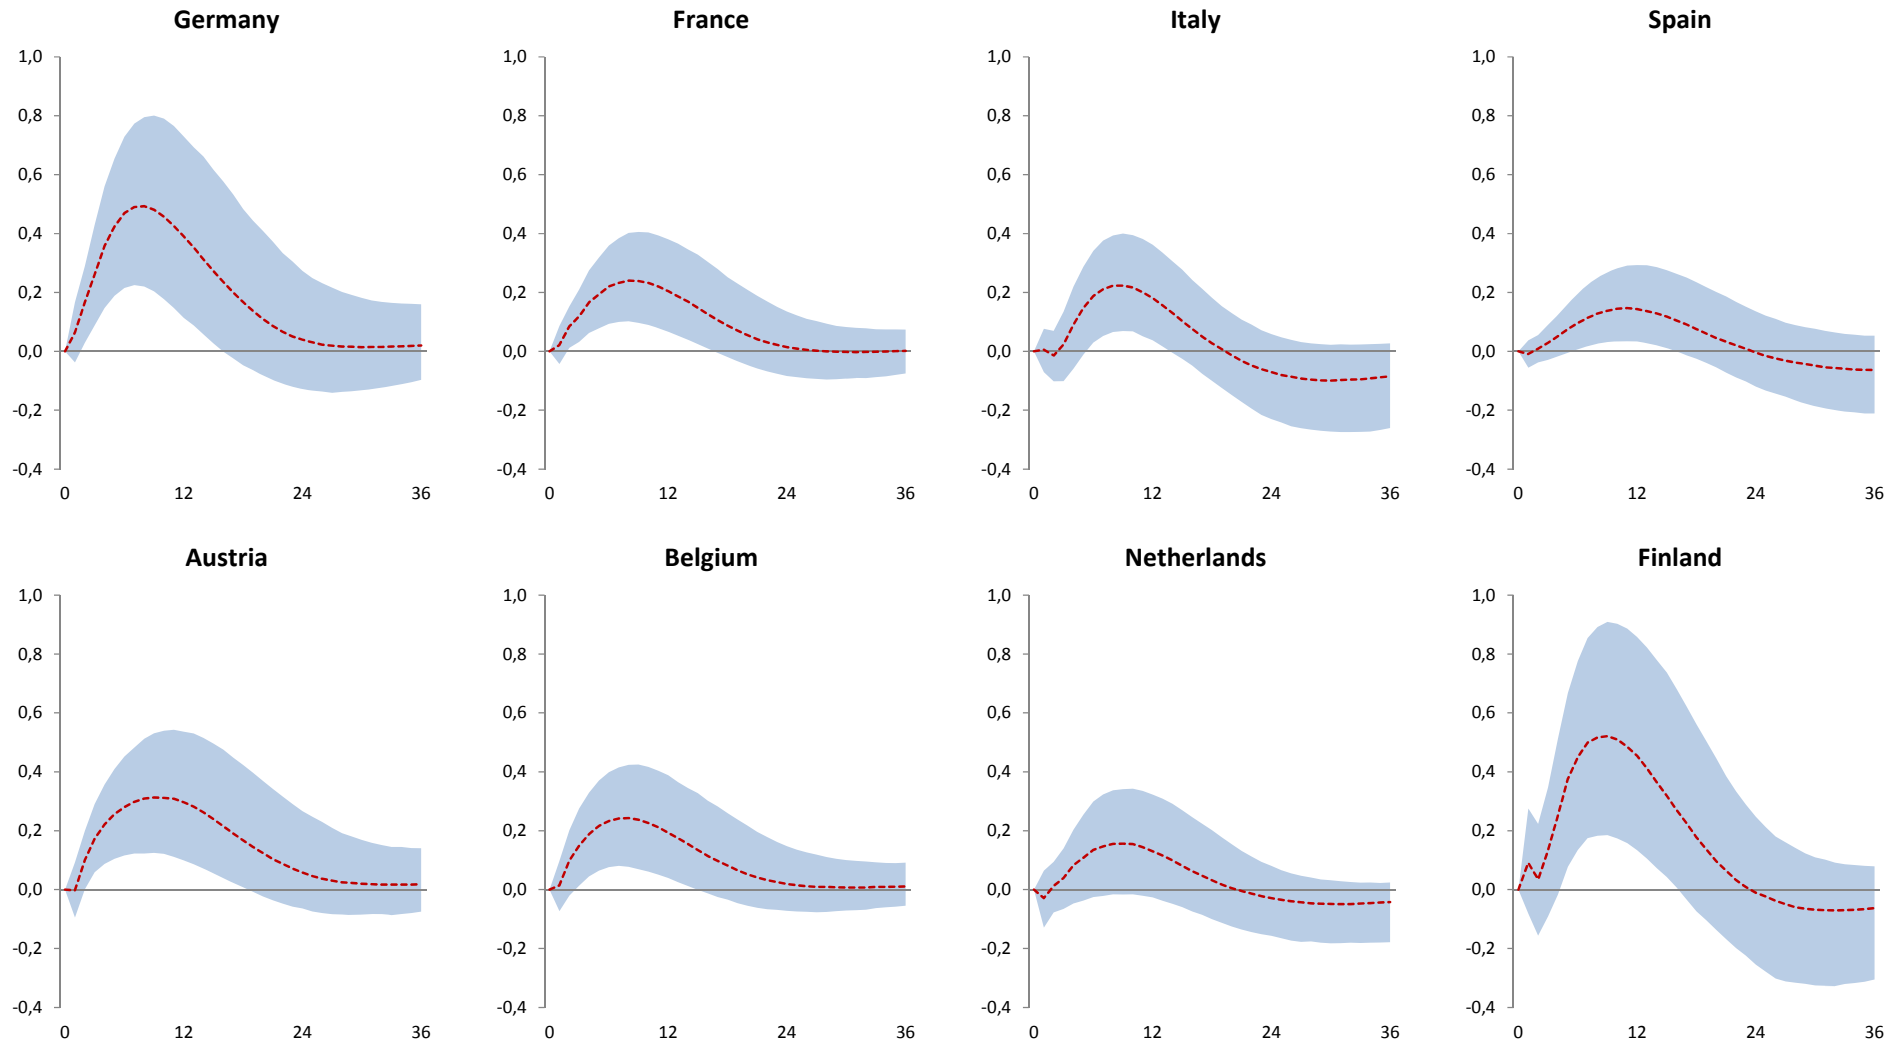 Germany France Italy Spain
1,0 1,0 1,0 1,0
0,8 0,8 0,8 0,8
0,6 0,6 0,6 0,6
0,4 0,4 0,4 0,4
0,2 0,2 0,2 0,2
0,0 0,0 0,0 0,0
-0,2 -0,2 -0,2 -0,2
-0,4 -0,4 -0,4 -0,4
0 12 24 36 0 12 24 36 0 12 24 36 0 12 24 36
Austria Belgium Netherlands Finland
1,0 1,0 1,0 1,0
0,8 0,8 0,8 0,8
0,6 0,6 0,6 0,6
0,4 0,4 0,4 0,4
0,2 0,2 0,2 0,2
0,0 0,0 0,0 0,0
-0,2 -0,2 -0,2 -0,2
-0,4 -0,4 -0,4 -0,4
0 12 24 36 0 12 24 36 0 12 24 36 0 12 24 36